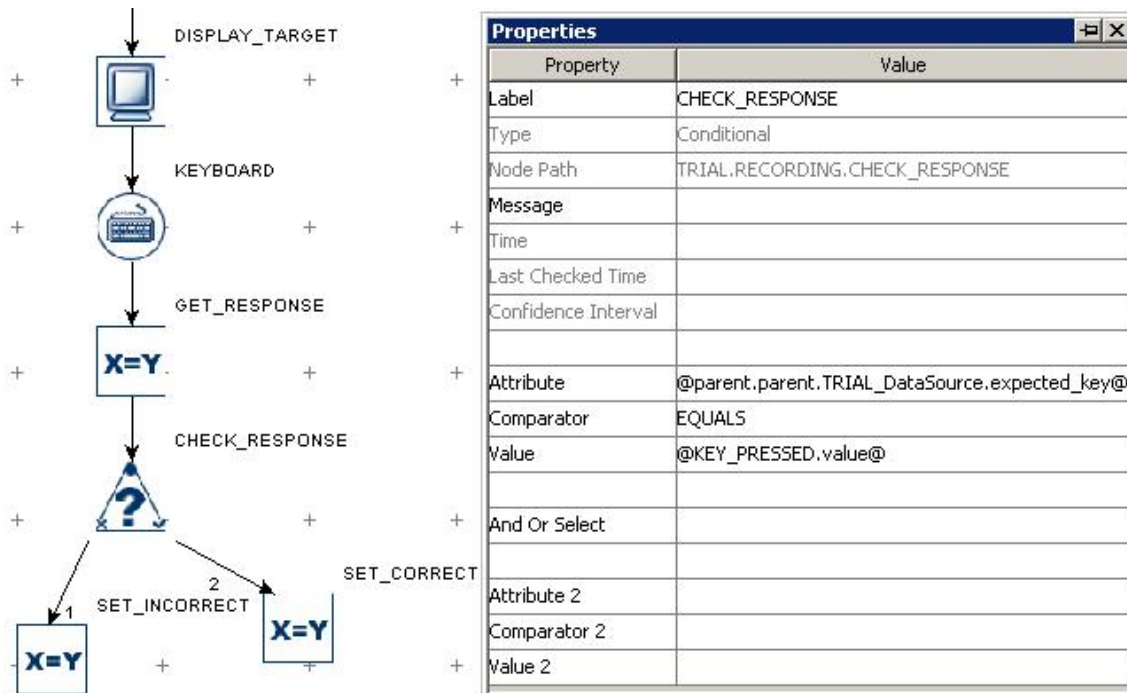 DISPLAY_TARGET
KEYBOARD
GET_RESPONSE
X=Y
CHECK_RESPONSE
?
1
2
SET_INCORRECT
SET_CORRECT
X=Y
X=Y
Properties
Property Value
Label CHECK_RESPONSE
Type Conditional
Node Path TRIAL.RECORDING.CHECK_RESPONSE
Message
Time
Last Checked Time
Confidence Interval
Attribute @parent.parent.TRIAL_DataSource.expected_key@
Comparator EQUALS
Value @KEY_PRESSED.value@
And Or Select
Attribute 2
Comparator 2
Value 2